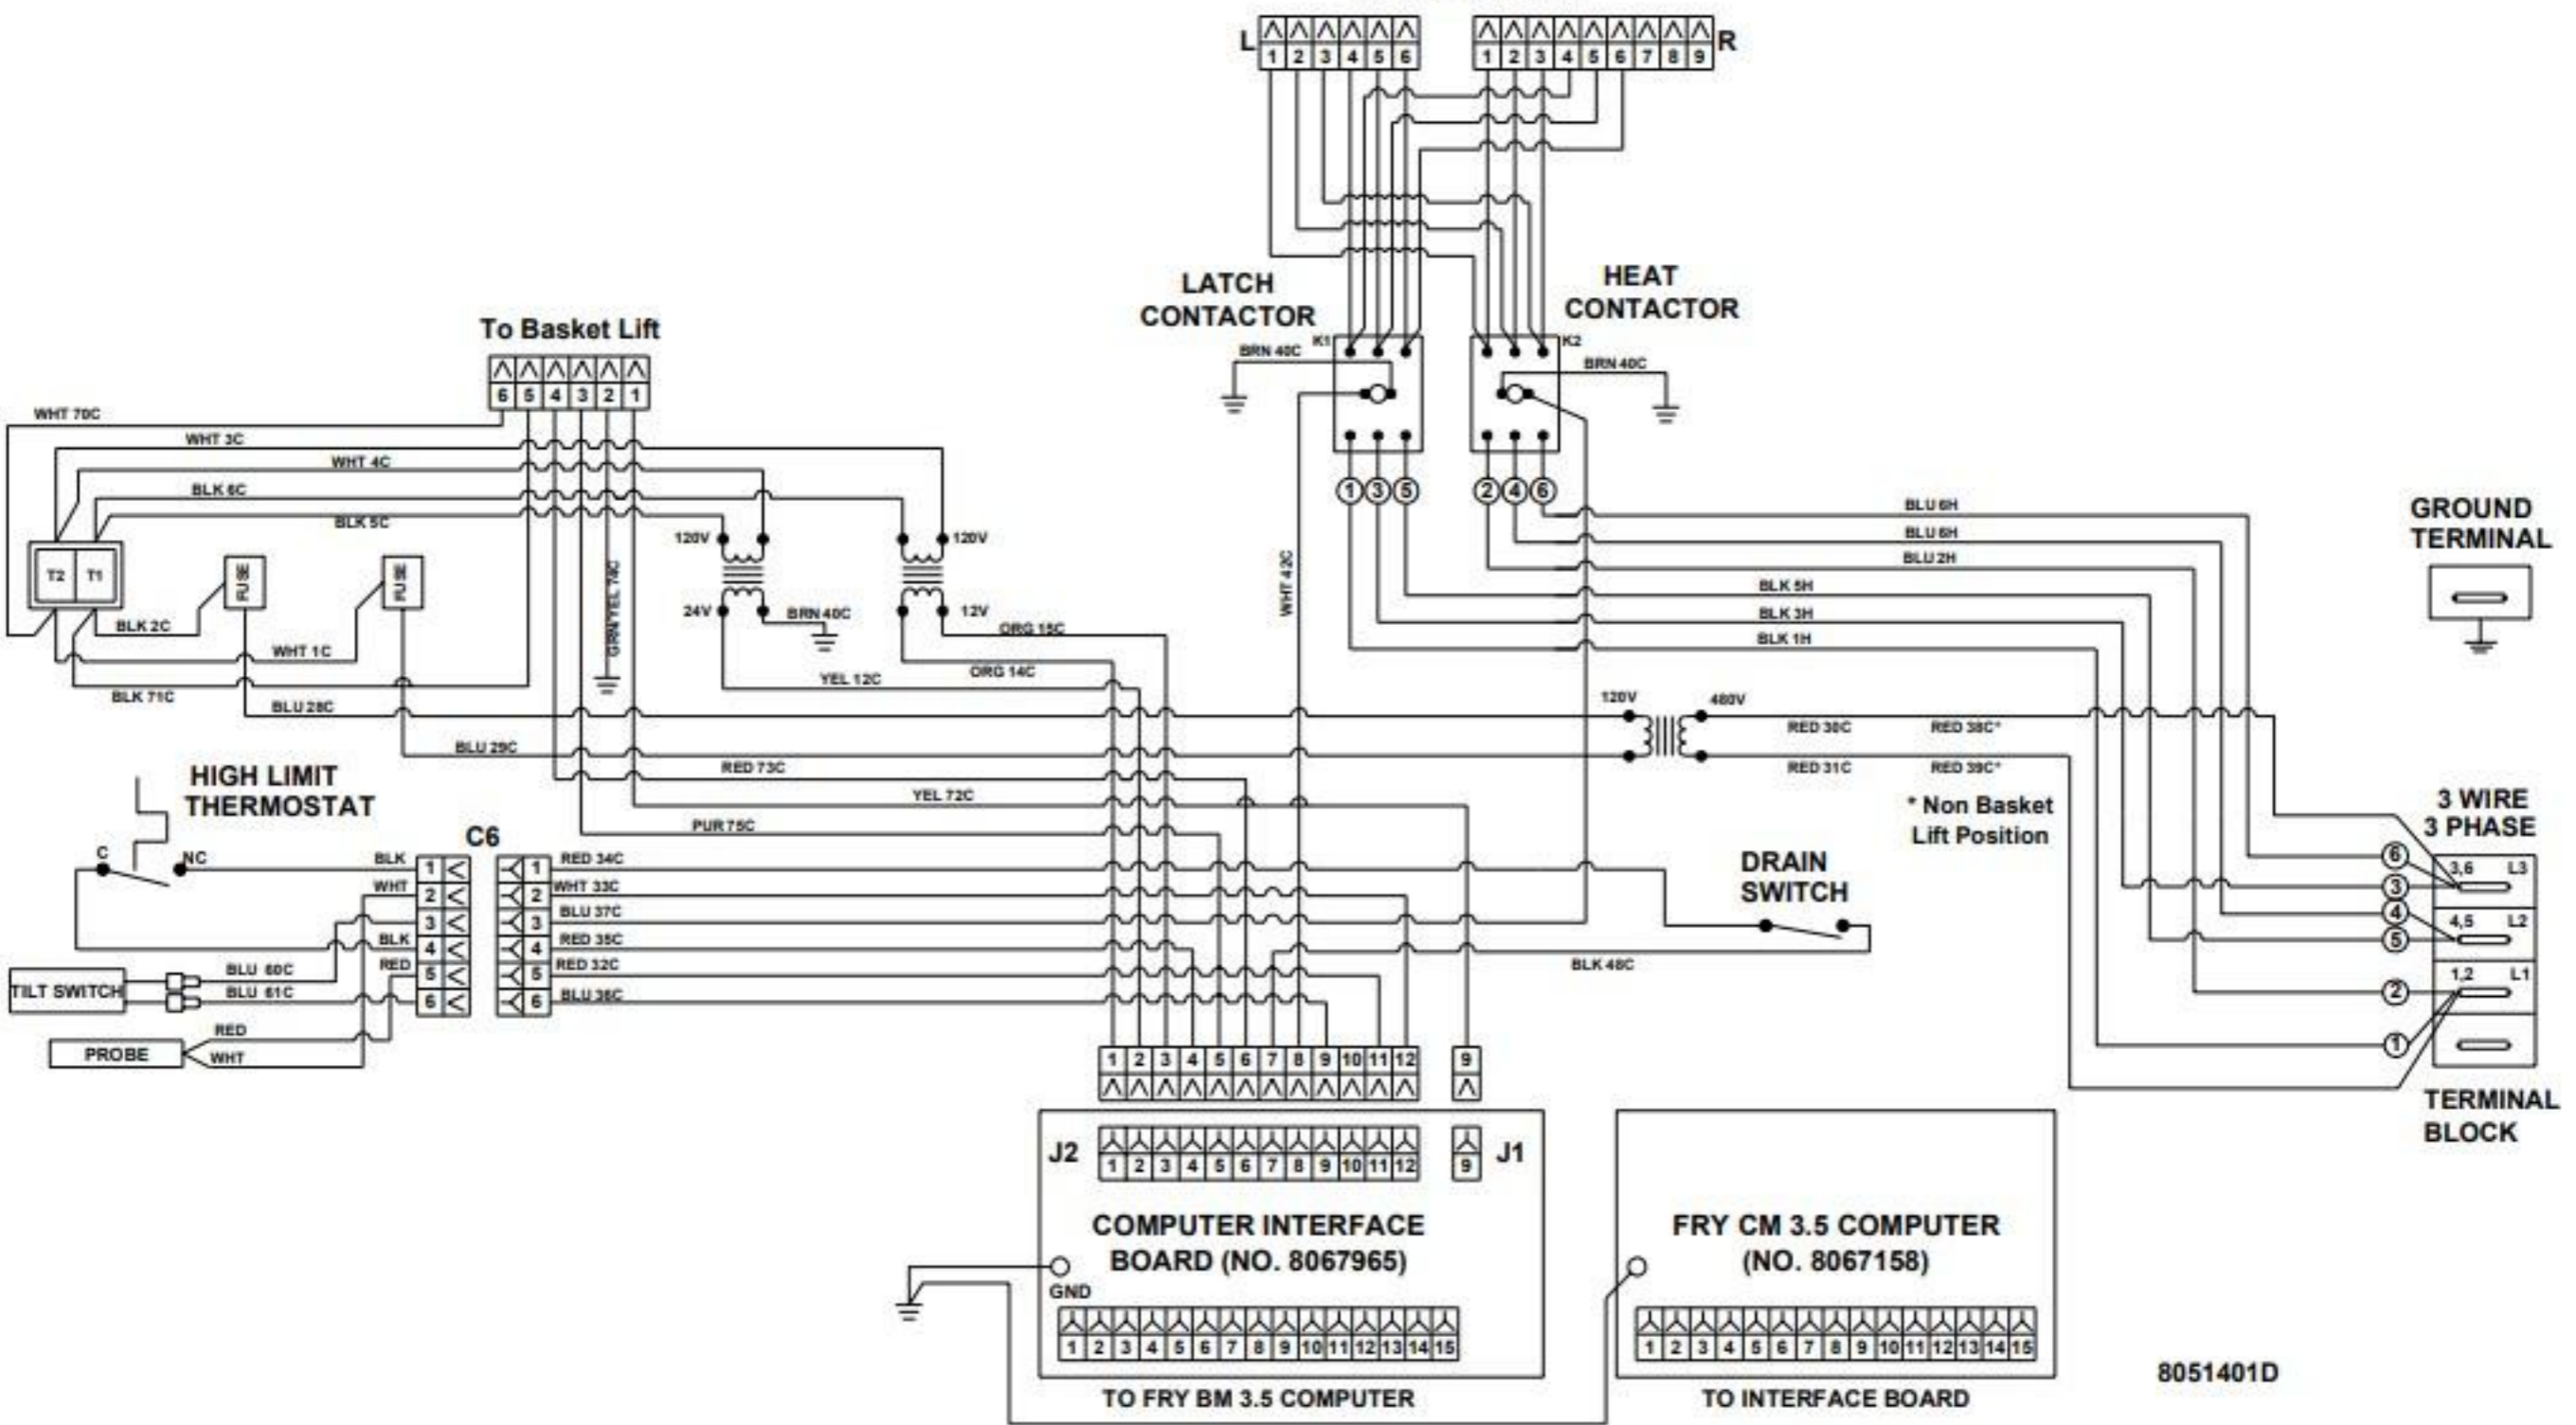 L
1 2 3 4 5 6
1 2 3 4 5 6 7 8 9
R
LATCH
CONTACTOR
HEAT
CONTACTOR
K1
K2
BRN 40C
BRN 40C
To Basket Lift
6 5 4 3 2 1
WHT 70C
WHT 3C
WHT 4C
BLK 6C
BLK 5C
1 3 5
2 4 6
T2 T1
FUSE
FUSE
BLK 2C
WHT 1C
BLK 71C
BLU 28C
BLU 29C
GRN/YEL 74C
120V
24V
BRN 40C
120V
12V
ORG 15C
ORG 14C
YEL 12C
WHT 42C
BLU 6H
BLU 6H
BLU 2H
BLK 5H
BLK 3H
BLK 1H
GROUND
TERMINAL
120V
480V
RED 30C
RED 38C*
RED 31C
RED 39C*
* Non Basket
Lift Position
RED 73C
YEL 72C
PUR 75C
HIGH LIMIT
THERMOSTAT
C
NC
C6
BLK
WHT
BLK
RED
1
2
3
4
5
6
1
2
3
4
5
6
RED 34C
WHT 33C
BLU 37C
RED 35C
RED 32C
BLU 36C
TILT SWITCH
BLU 60C
BLU 61C
PROBE
RED
WHT
DRAIN
SWITCH
BLK 48C
3 WIRE
3 PHASE
6
3
4
5
2
1
3,6 L3
4,5 L2
1,2 L1
TERMINAL
BLOCK
1 2 3 4 5 6 7 8 9 10 11 12
9
J2
1 2 3 4 5 6 7 8 9 10 11 12
9
J1
COMPUTER INTERFACE
BOARD (NO. 8067965)
GND
1 2 3 4 5 6 7 8 9 10 11 12 13 14 15
TO FRY BM 3.5 COMPUTER
FRY CM 3.5 COMPUTER
(NO. 8067158)
1 2 3 4 5 6 7 8 9 10 11 12 13 14 15
TO INTERFACE BOARD
8051401D